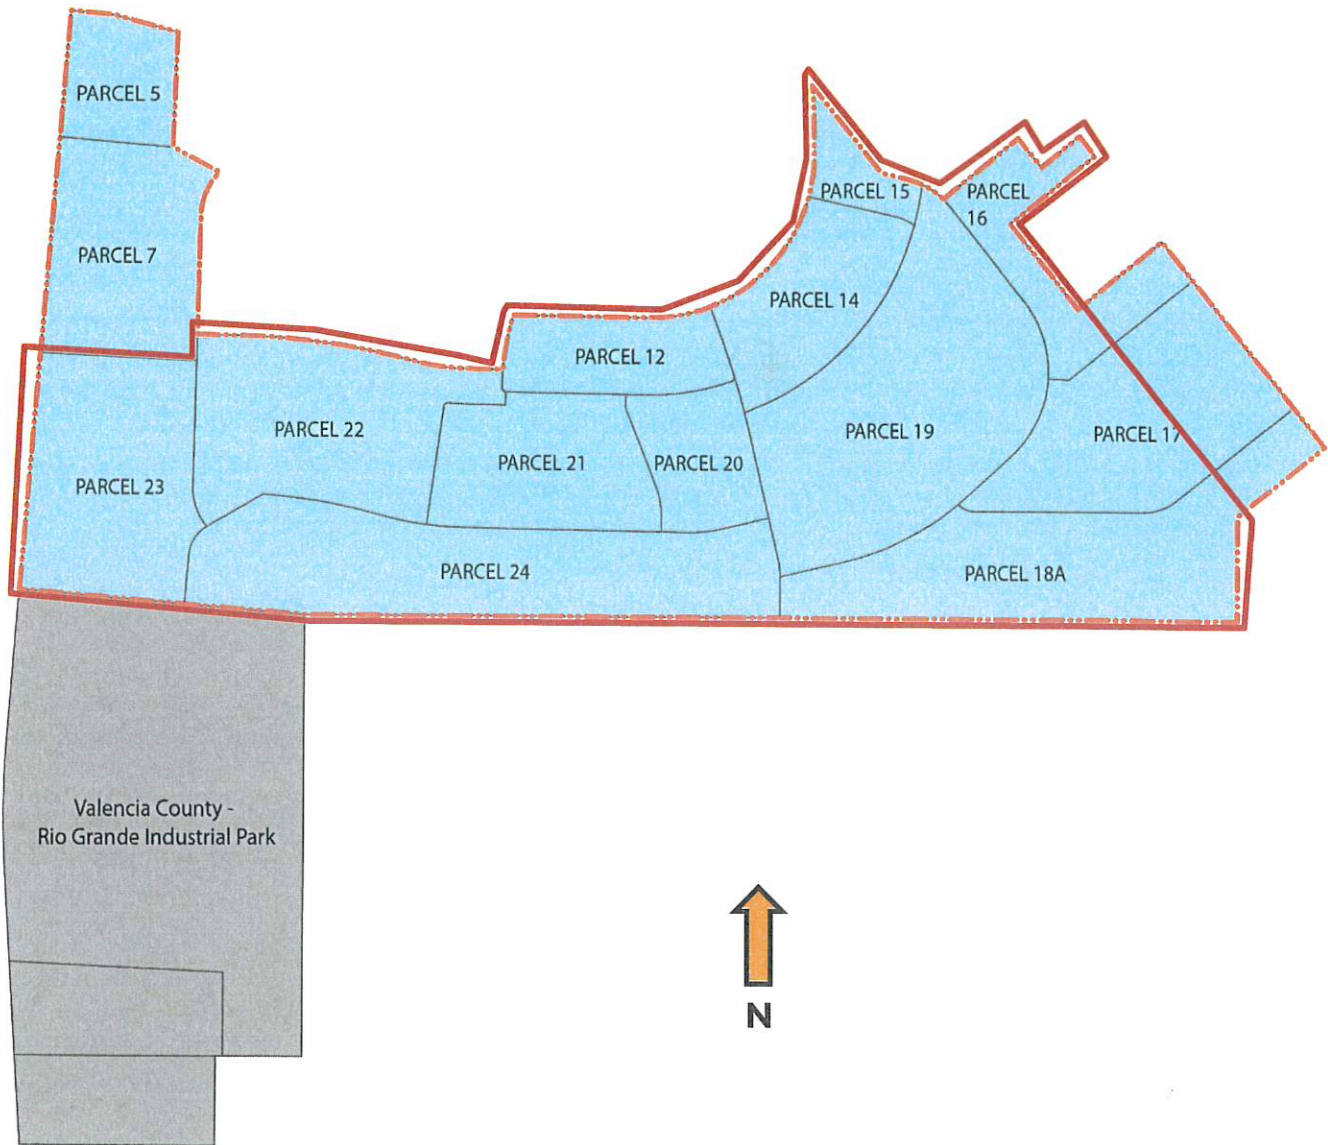 PARCEL 5
PARCEL 15
PARCEL
16
PARCEL 7
PARCEL 14
PARCEL 12
PARCEL 22
PARCEL 19
PARCEL 17
PARCEL 21
PARCEL 20
PARCEL 23
PARCEL 24
PARCEL 18A
Valencia County -
Rio Grande Industrial Park
N